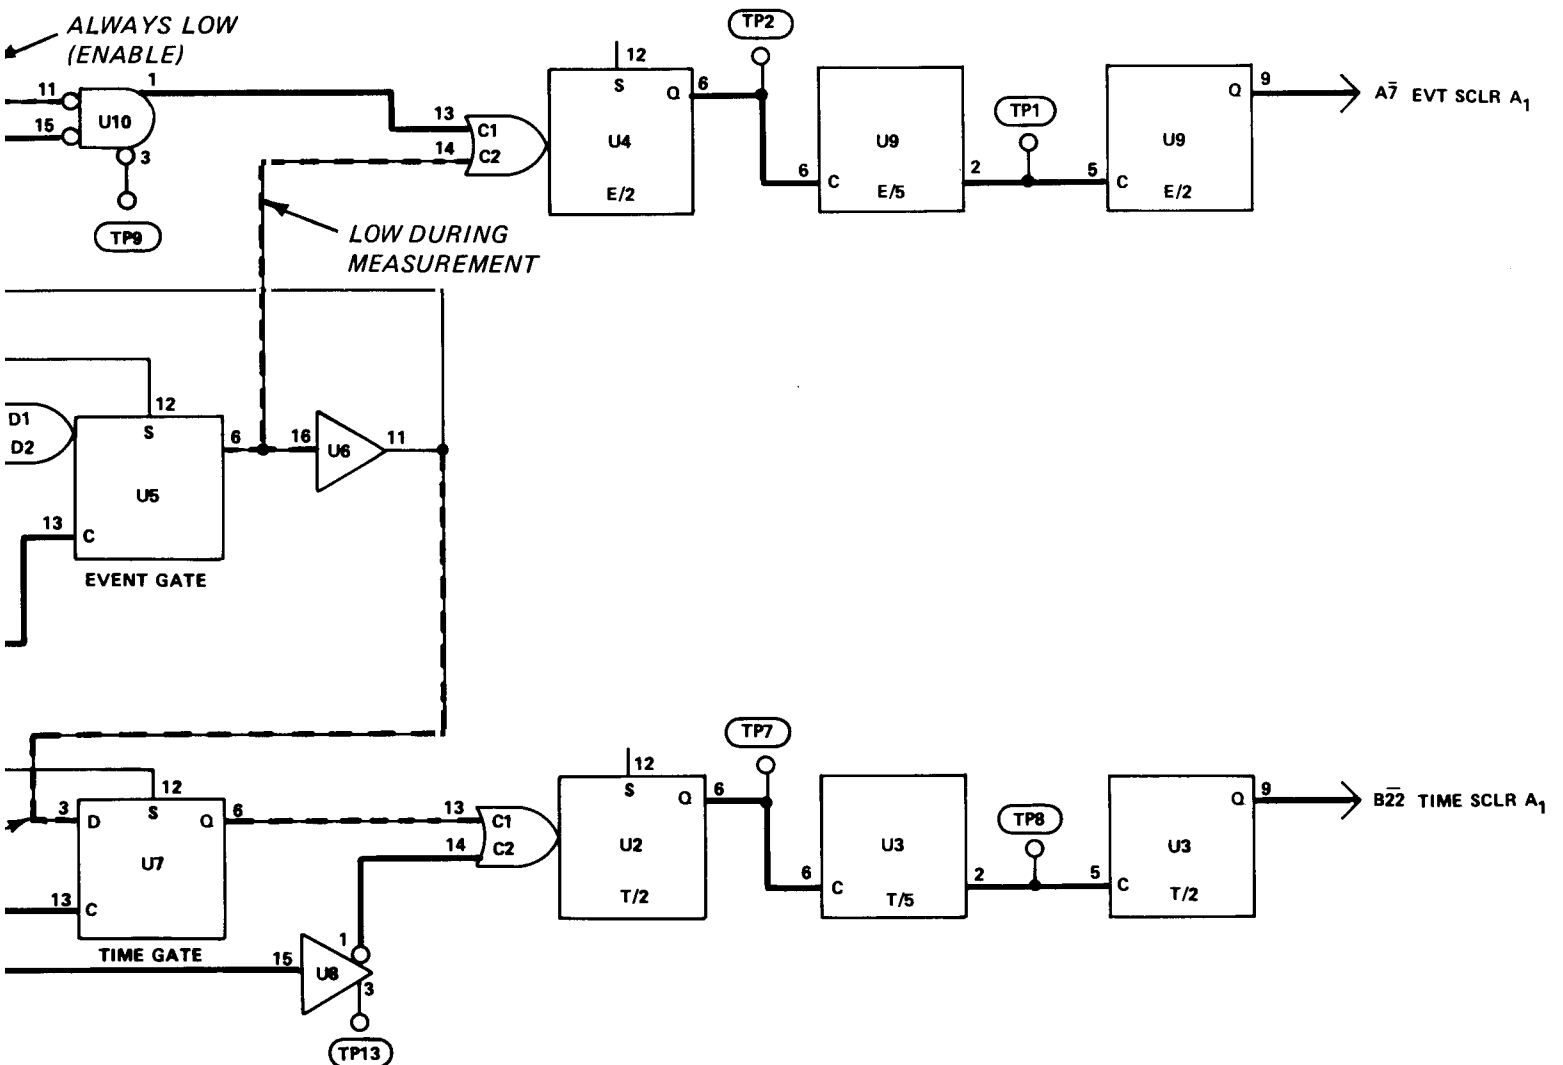 ALWAYS LOW
(ENABLE)
11
1
15
U10
3
TP9
13
C1
14
C2
12
S
Q
6
U4
E/2
TP2
6
C
U9
E/5
2
TP1
5
C
Q
9
U9
E/2
A7̅ EVT SCLR A₁
LOW DURING
MEASUREMENT
D1
D2
12
S
6
U5
13
C
EVENT GATE
16
U6
11
3
D
12
S
Q
6
U7
13
C
TIME GATE
15
U8
1
3
TP13
13
C1
14
C2
12
S
Q
6
U2
T/2
TP7
6
C
U3
T/5
2
TP8
5
C
Q
9
U3
T/2
B2̅2̅ TIME SCLR A₁